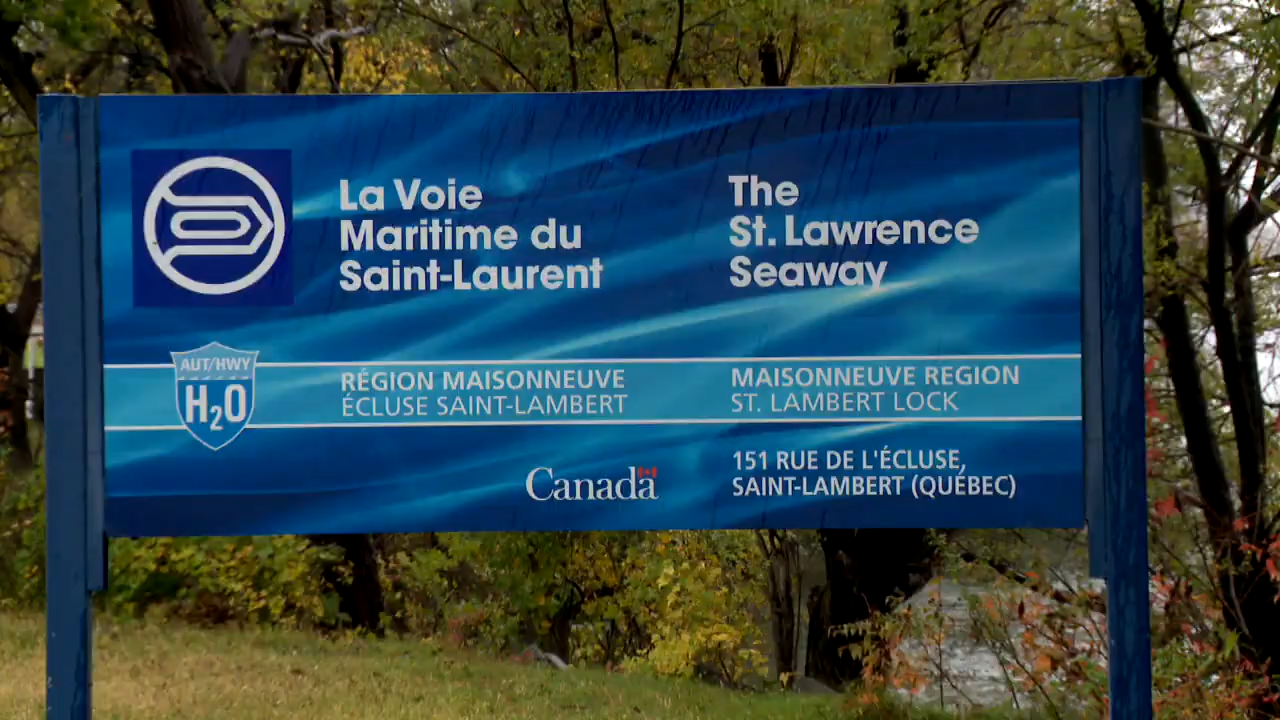 La Voie
Maritime du
Saint-Laurent
The
St. Lawrence
Seaway
AUT/HWY
H2O
RÉGION MAISONNEUVE
ÉCLUSE SAINT-LAMBERT
MAISONNEUVE REGION
ST. LAMBERT LOCK
Canada
151 RUE DE L'ÉCLUSE,
SAINT-LAMBERT (QUÉBEC)